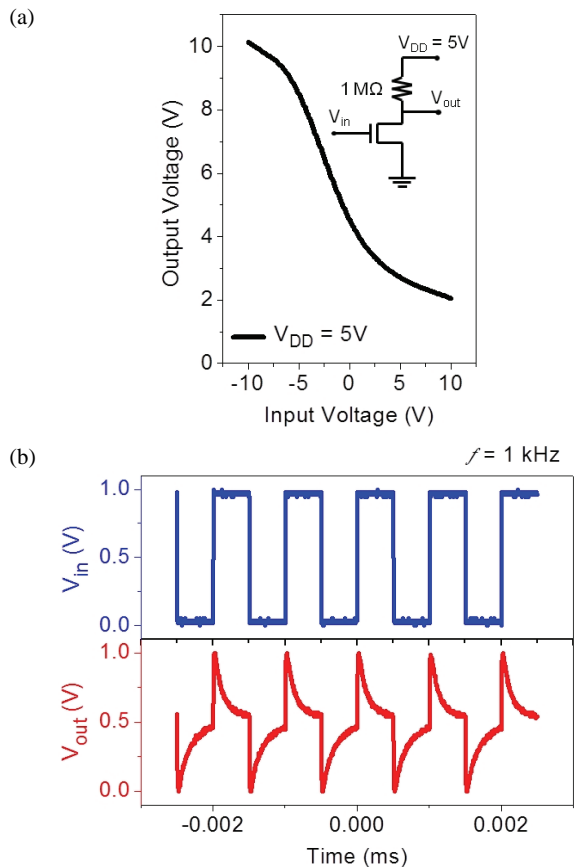 (a)
10
8
6
4
2
0
Output Voltage (V)
V_DD = 5V
1 MΩ
V_in
V_out
V_DD = 5V
-10 -5 0 5 10
Input Voltage (V)
(b)
f = 1 kHz
1.0
0.5
0.0
V_in (V)
1.0
0.5
0.0
V_out (V)
-0.002 0.000 0.002
Time (ms)